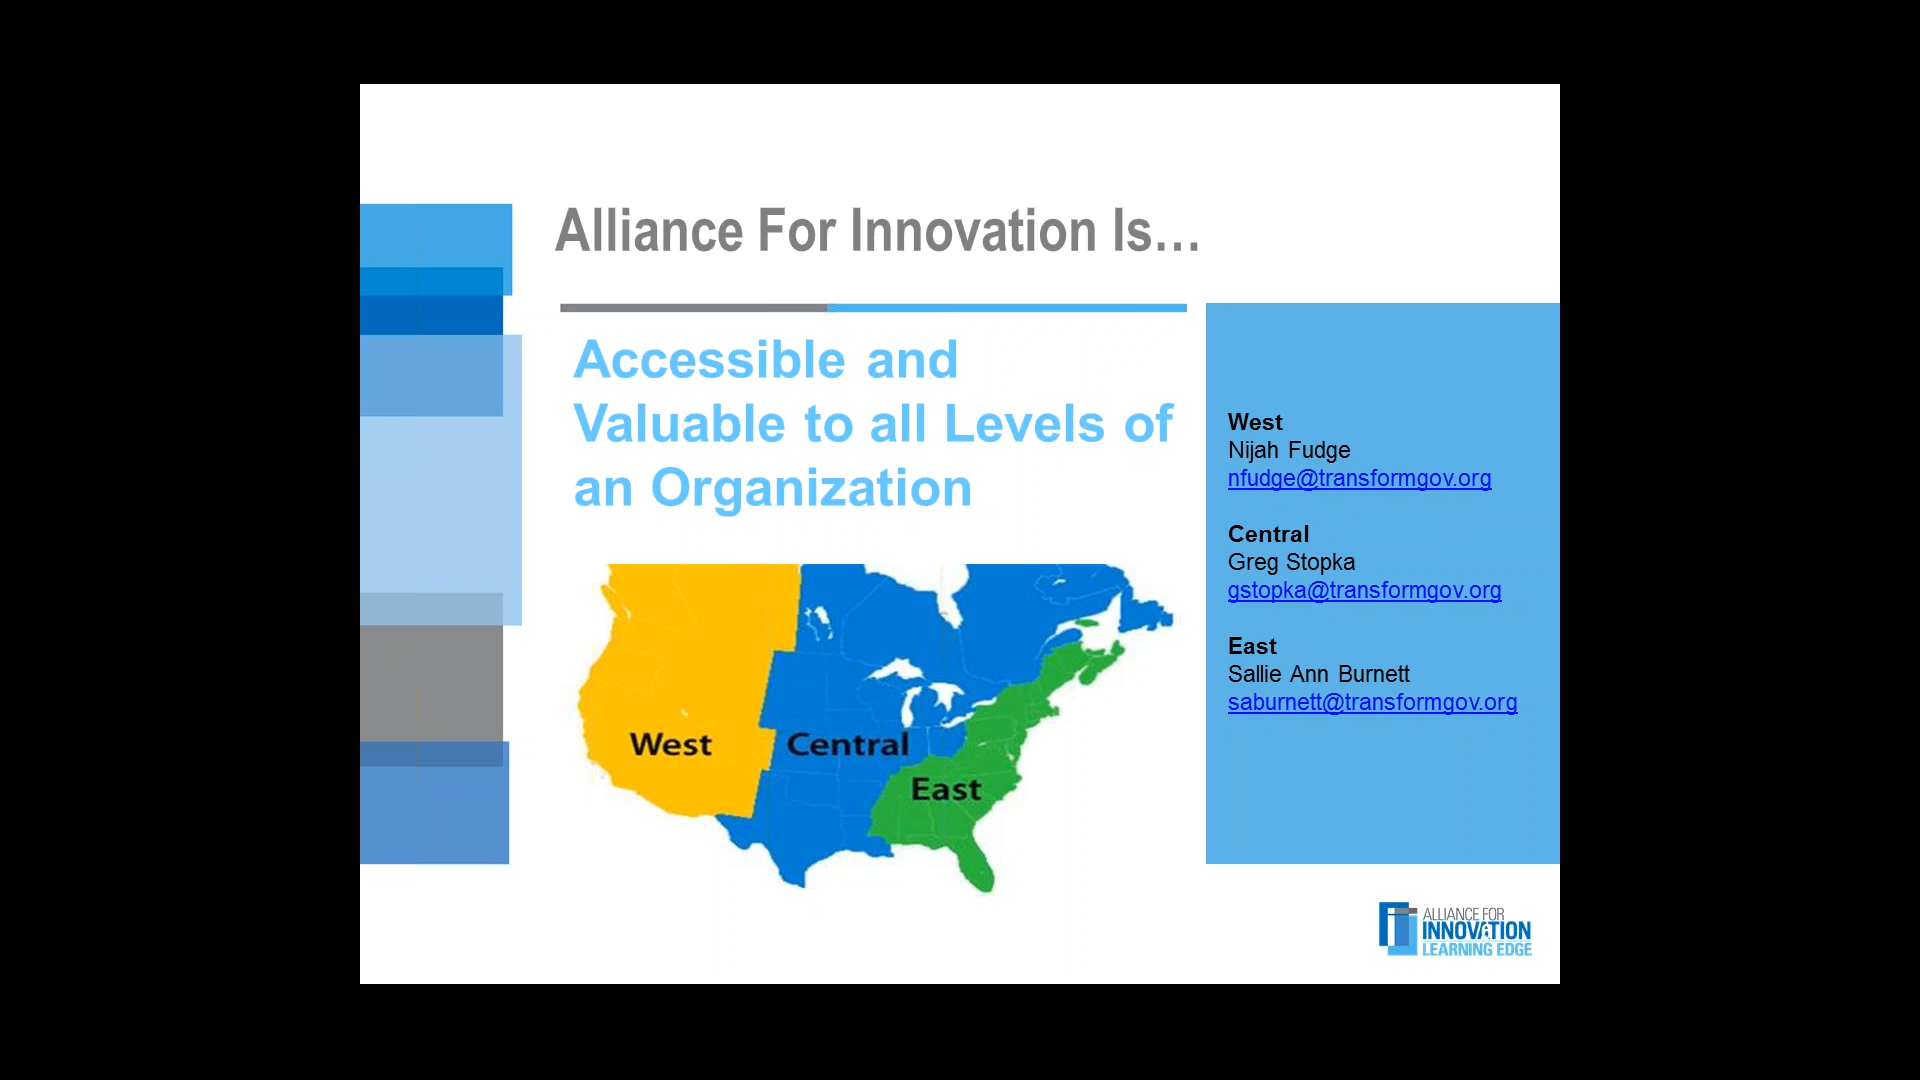 Alliance For Innovation Is…
Accessible and
Valuable to all Levels of
an Organization
West
Central
East
West
Nijah Fudge
nfudge@transformgov.org
Central
Greg Stopka
gstopka@transformgov.org
East
Sallie Ann Burnett
saburnett@transformgov.org
ALLIANCE FOR
INNOVATION
LEARNING EDGE